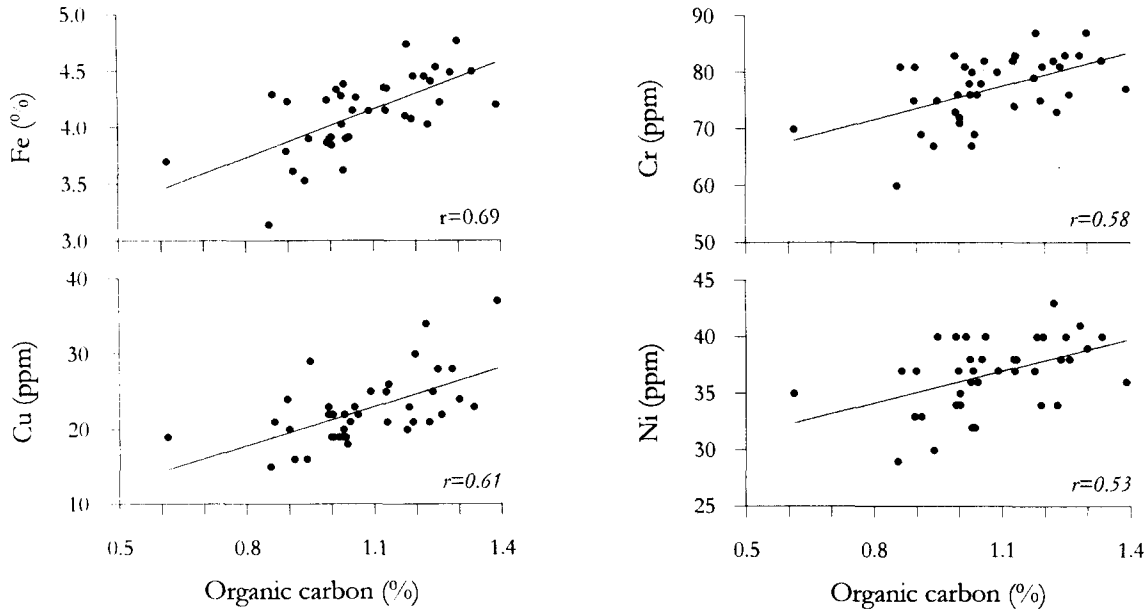 5.0
4.5
4.0
3.5
3.0
Fe (%)
r=0.69
90
80
70
60
50
Cr (ppm)
r=0.58
40
30
20
10
Cu (ppm)
r=0.61
0.5 0.8 1.1 1.4
Organic carbon (%)
45
40
35
30
25
Ni (ppm)
r=0.53
0.5 0.8 1.1 1.4
Organic carbon (%)